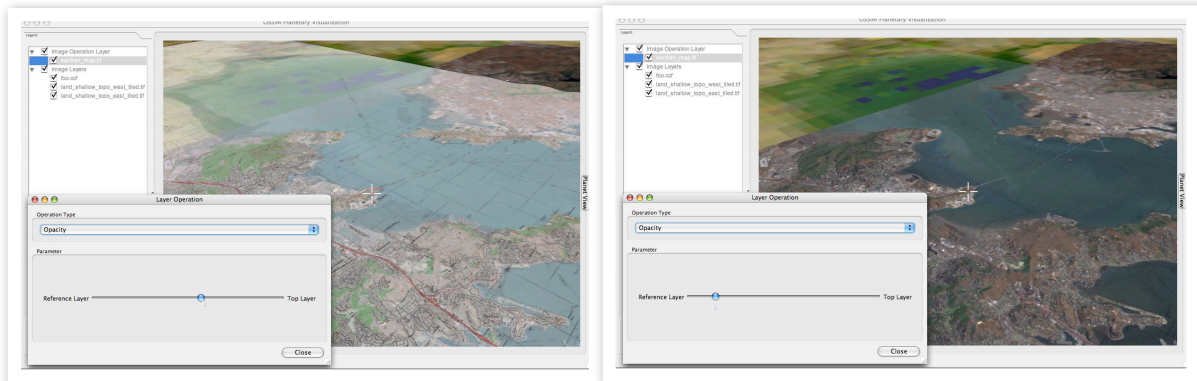 OSSIM Planetary Visualization
Legend
Image Operation Layer
Image Layers
foo.ccf
land_shallow_topo_west_tiled.tif
land_shallow_topo_east_tiled.tif
Planet View
Layer Operation
Operation Type
Opacity
Parameter
Reference Layer
Top Layer
Close
OSSIM Planetary Visualization
Legend
Image Operation Layer
Image Layers
foo.ccf
land_shallow_topo_west_tiled.tif
land_shallow_topo_east_tiled.tif
Planet View
Layer Operation
Operation Type
Opacity
Parameter
Reference Layer
Top Layer
Close